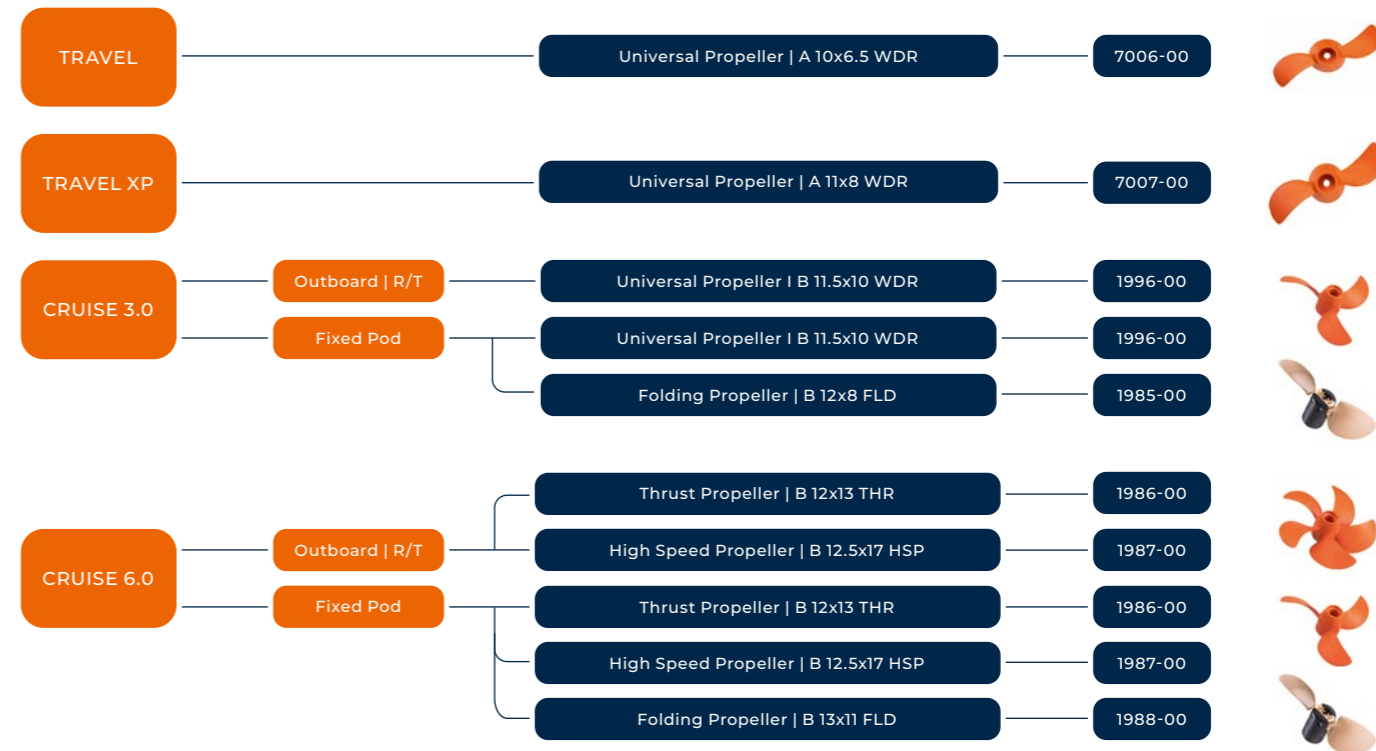 TRAVEL
Universal Propeller | A 10x6.5 WDR
7006-00
TRAVEL XP
Universal Propeller | A 11x8 WDR
7007-00
CRUISE 3.0
Outboard | R/T
Universal Propeller I B 11.5x10 WDR
1996-00
Fixed Pod
Universal Propeller I B 11.5x10 WDR
1996-00
Folding Propeller | B 12x8 FLD
1985-00
CRUISE 6.0
Outboard | R/T
Thrust Propeller | B 12x13 THR
1986-00
High Speed Propeller | B 12.5x17 HSP
1987-00
Fixed Pod
Thrust Propeller | B 12x13 THR
1986-00
High Speed Propeller | B 12.5x17 HSP
1987-00
Folding Propeller | B 13x11 FLD
1988-00